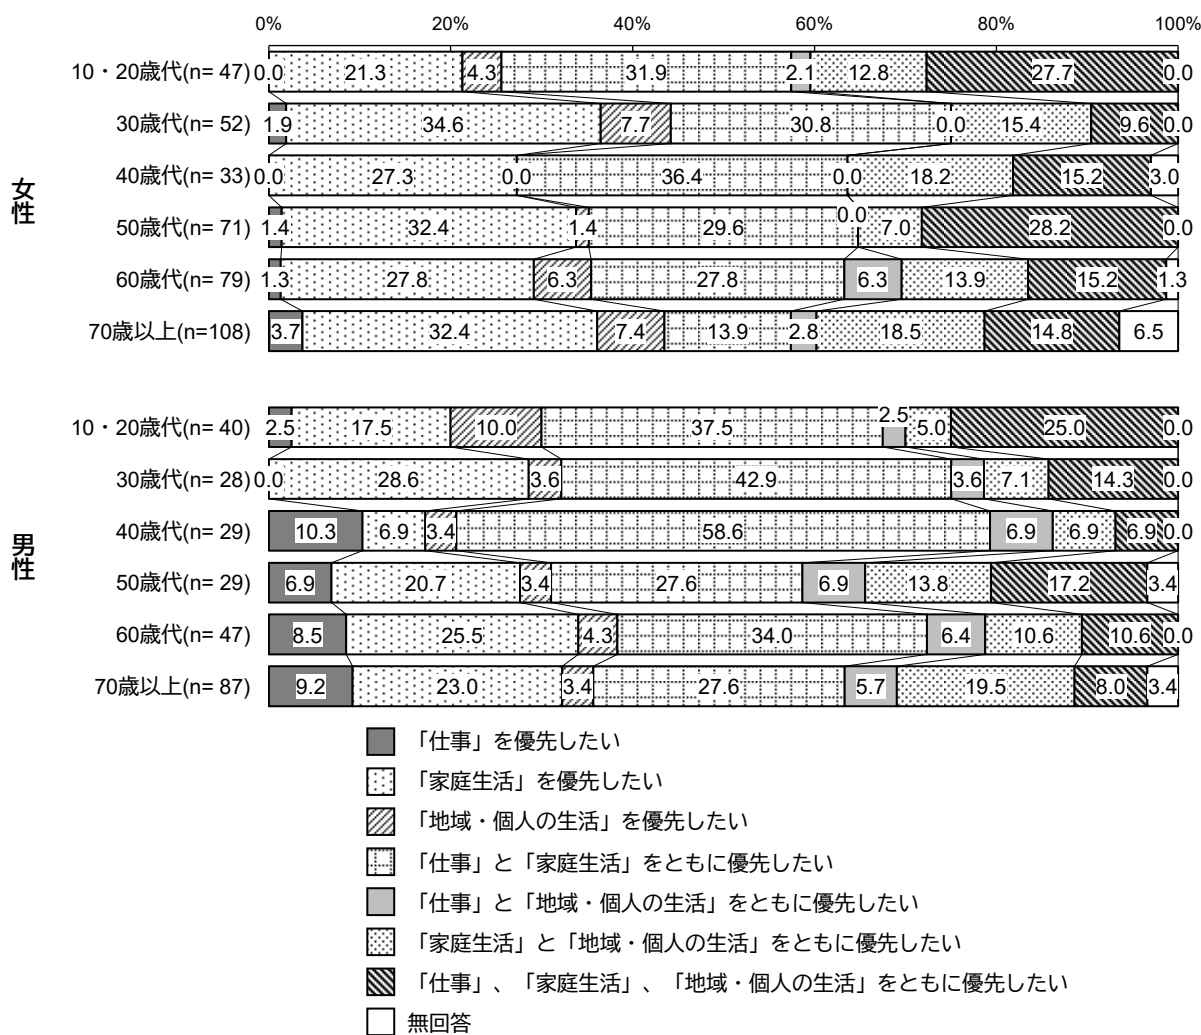 0% 20% 40% 60% 80% 100%
女性
10・20歳代(n= 47) 0.0 21.3 4.3 31.9 2.1 12.8 27.7 0.0
30歳代(n= 52) 1.9 34.6 7.7 30.8 0.0 15.4 9.6 0.0
40歳代(n= 33) 0.0 27.3 0.0 36.4 0.0 18.2 15.2 3.0
50歳代(n= 71) 1.4 32.4 1.4 29.6 0.0 7.0 28.2 0.0
60歳代(n= 79) 1.3 27.8 6.3 27.8 6.3 13.9 15.2 1.3
70歳以上(n=108) 3.7 32.4 7.4 13.9 2.8 18.5 14.8 6.5
男性
10・20歳代(n= 40) 2.5 17.5 10.0 37.5 2.5 5.0 25.0 0.0
30歳代(n= 28) 0.0 28.6 3.6 42.9 3.6 7.1 14.3 0.0
40歳代(n= 29) 10.3 6.9 3.4 58.6 6.9 6.9 6.9 0.0
50歳代(n= 29) 6.9 20.7 3.4 27.6 6.9 13.8 17.2 3.4
60歳代(n= 47) 8.5 25.5 4.3 34.0 6.4 10.6 10.6 0.0
70歳以上(n= 87) 9.2 23.0 3.4 27.6 5.7 19.5 8.0 3.4
「仕事」を優先したい
「家庭生活」を優先したい
「地域・個人の生活」を優先したい
「仕事」と「家庭生活」をともに優先したい
「仕事」と「地域・個人の生活」をともに優先したい
「家庭生活」と「地域・個人の生活」をともに優先したい
「仕事」、「家庭生活」、「地域・個人の生活」をともに優先したい
無回答